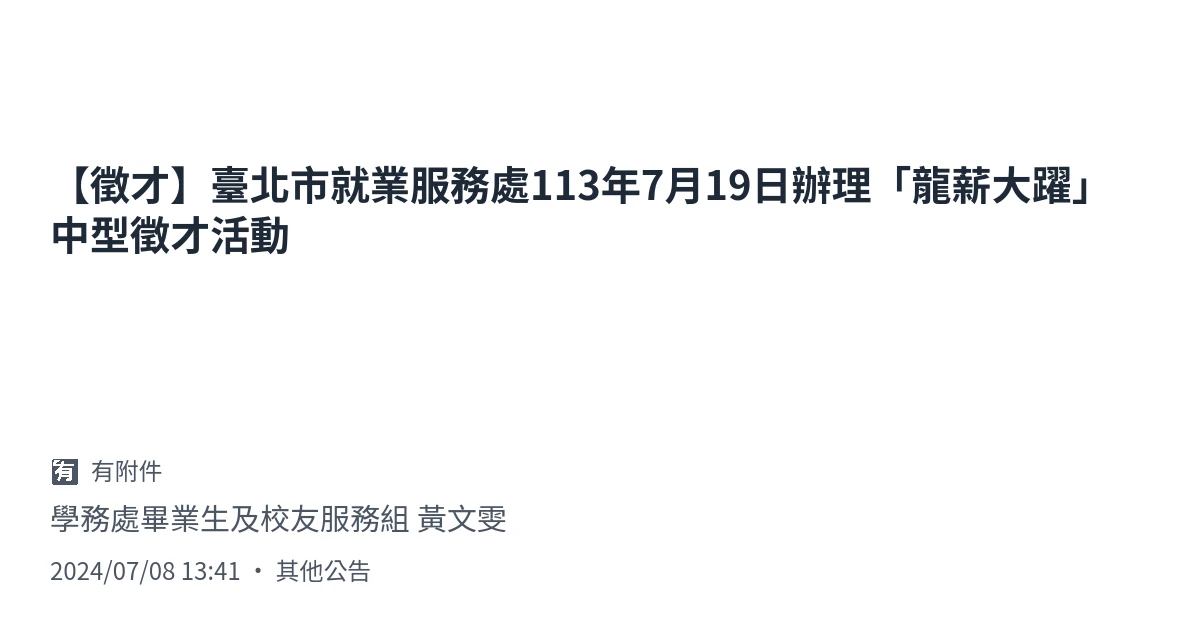 【徵才】臺北市就業服務處113年7月19日辦理「龍薪大躍」
中型徵才活動
🈶 有附件
學務處畢業生及校友服務組 黃文雯
2024/07/08 13:41 ・ 其他公告